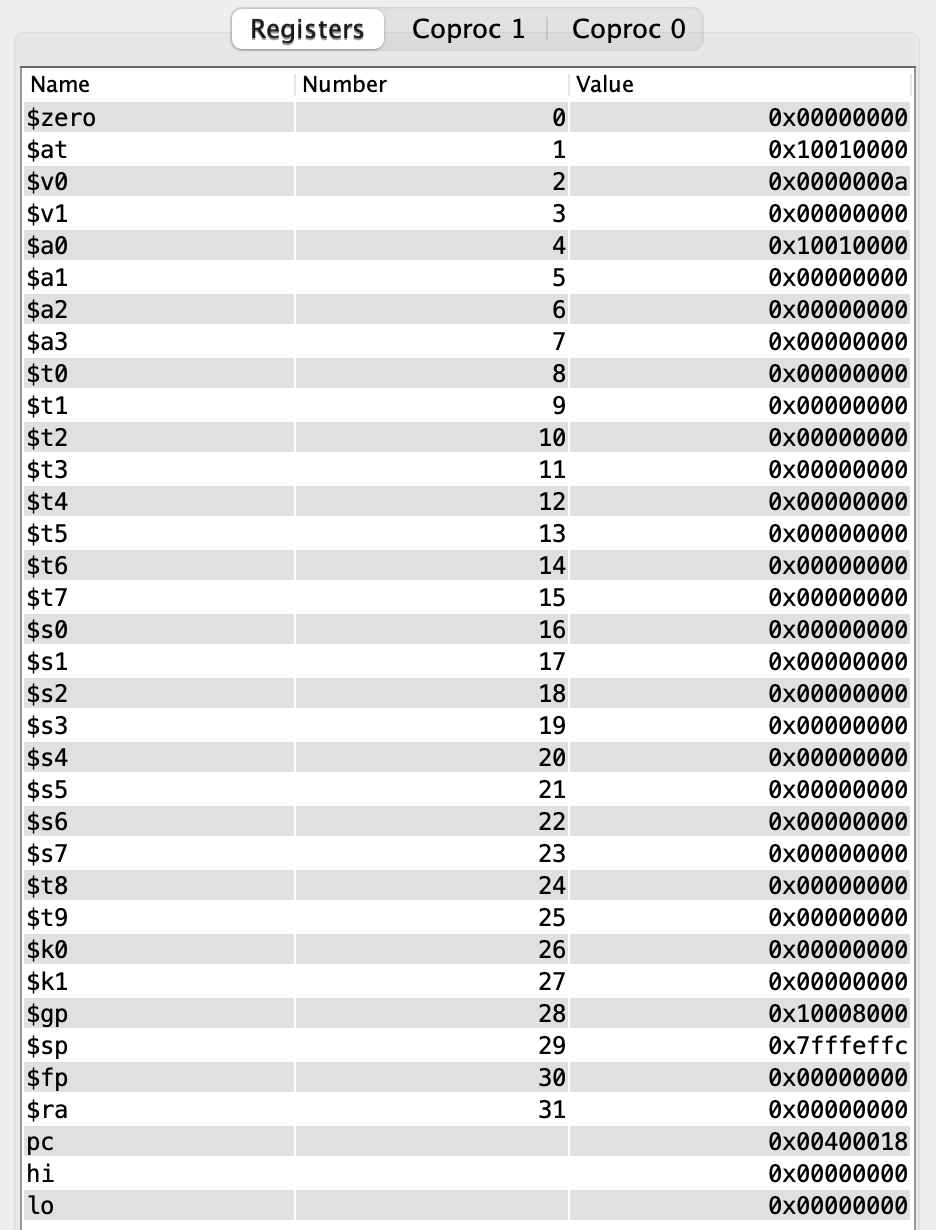 Registers Coproc 1 Coproc 0
Name Number Value
$zero 0 0x00000000
$at 1 0x10010000
$v0 2 0x0000000a
$v1 3 0x00000000
$a0 4 0x10010000
$a1 5 0x00000000
$a2 6 0x00000000
$a3 7 0x00000000
$t0 8 0x00000000
$t1 9 0x00000000
$t2 10 0x00000000
$t3 11 0x00000000
$t4 12 0x00000000
$t5 13 0x00000000
$t6 14 0x00000000
$t7 15 0x00000000
$s0 16 0x00000000
$s1 17 0x00000000
$s2 18 0x00000000
$s3 19 0x00000000
$s4 20 0x00000000
$s5 21 0x00000000
$s6 22 0x00000000
$s7 23 0x00000000
$t8 24 0x00000000
$t9 25 0x00000000
$k0 26 0x00000000
$k1 27 0x00000000
$gp 28 0x10008000
$sp 29 0x7fffeffc
$fp 30 0x00000000
$ra 31 0x00000000
pc 0x00400018
hi 0x00000000
lo 0x00000000